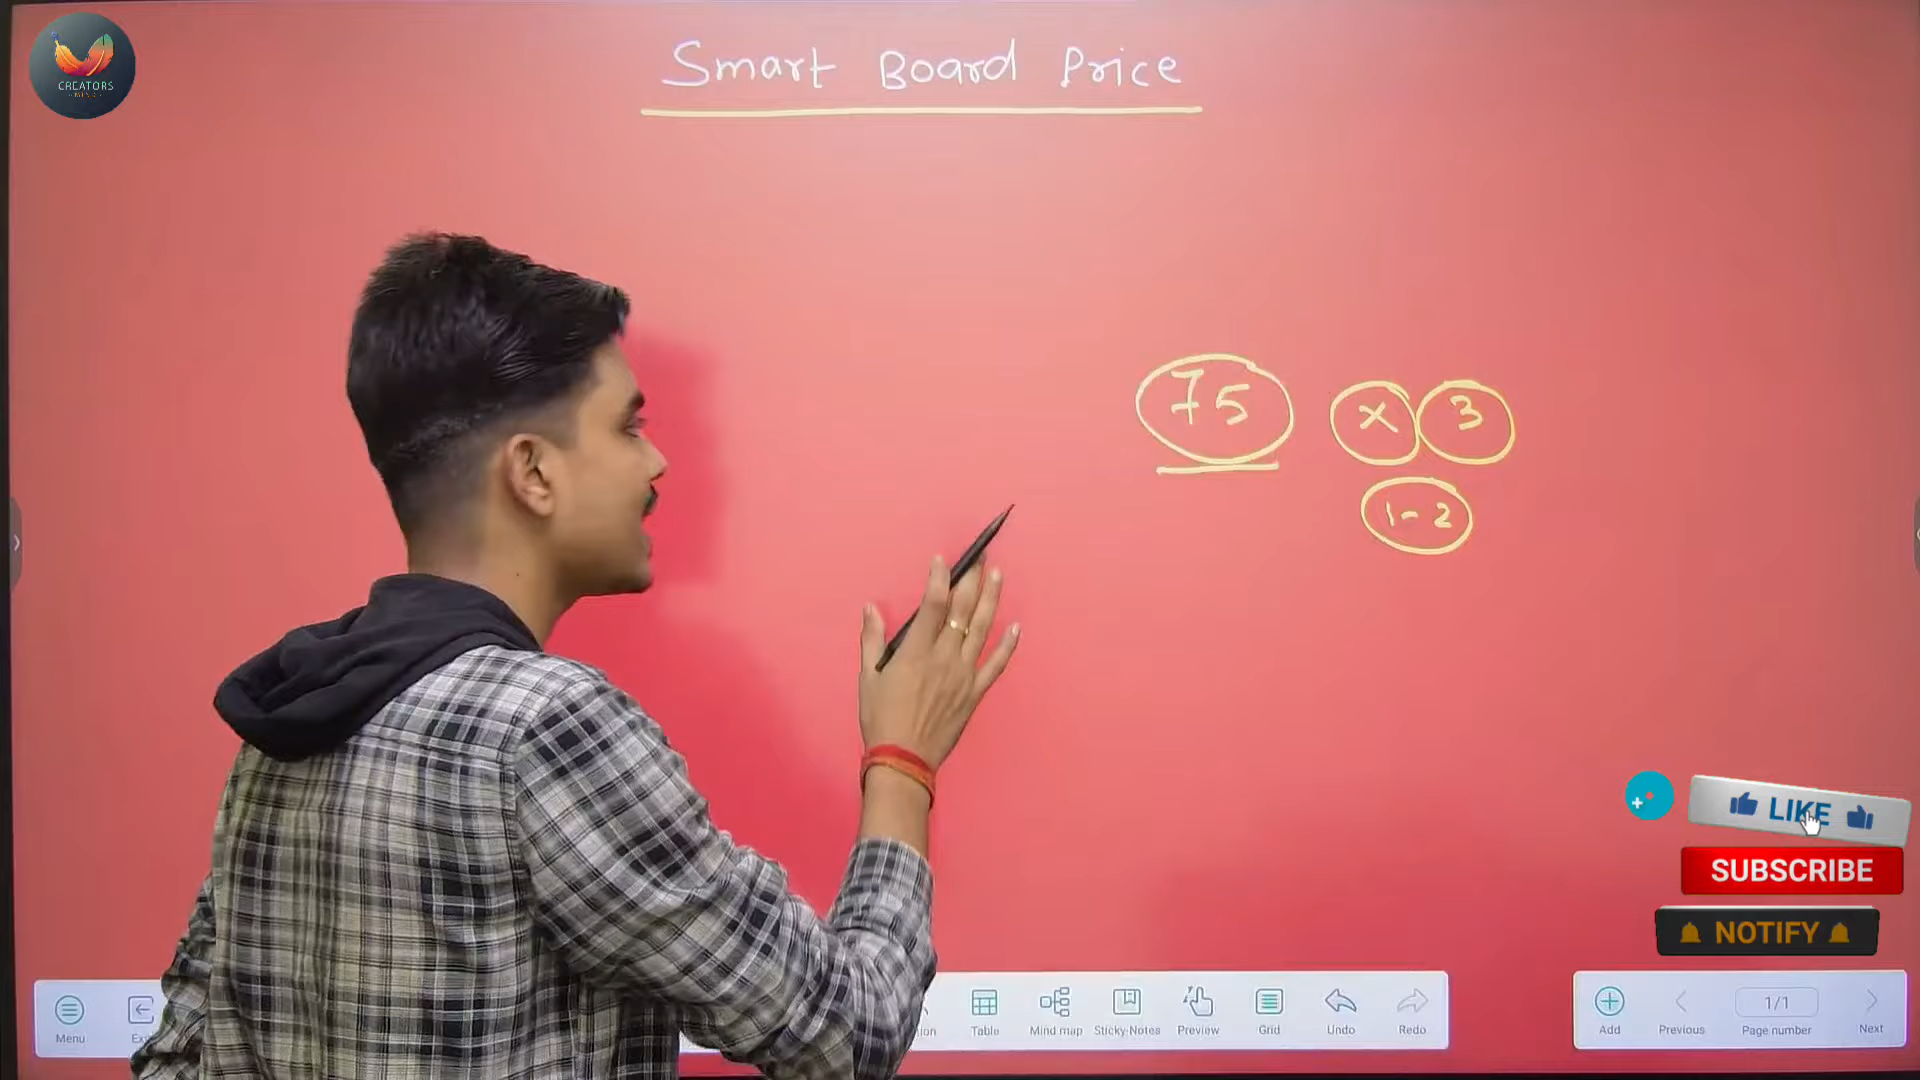 CREATORS
Smart Board Price
75 x 3
1-2
LIKE
SUBSCRIBE
NOTIFY
Menu
Table Mind map Sticky Notes Preview Grid Undo Redo
Add Previous 1/1 Page number Next